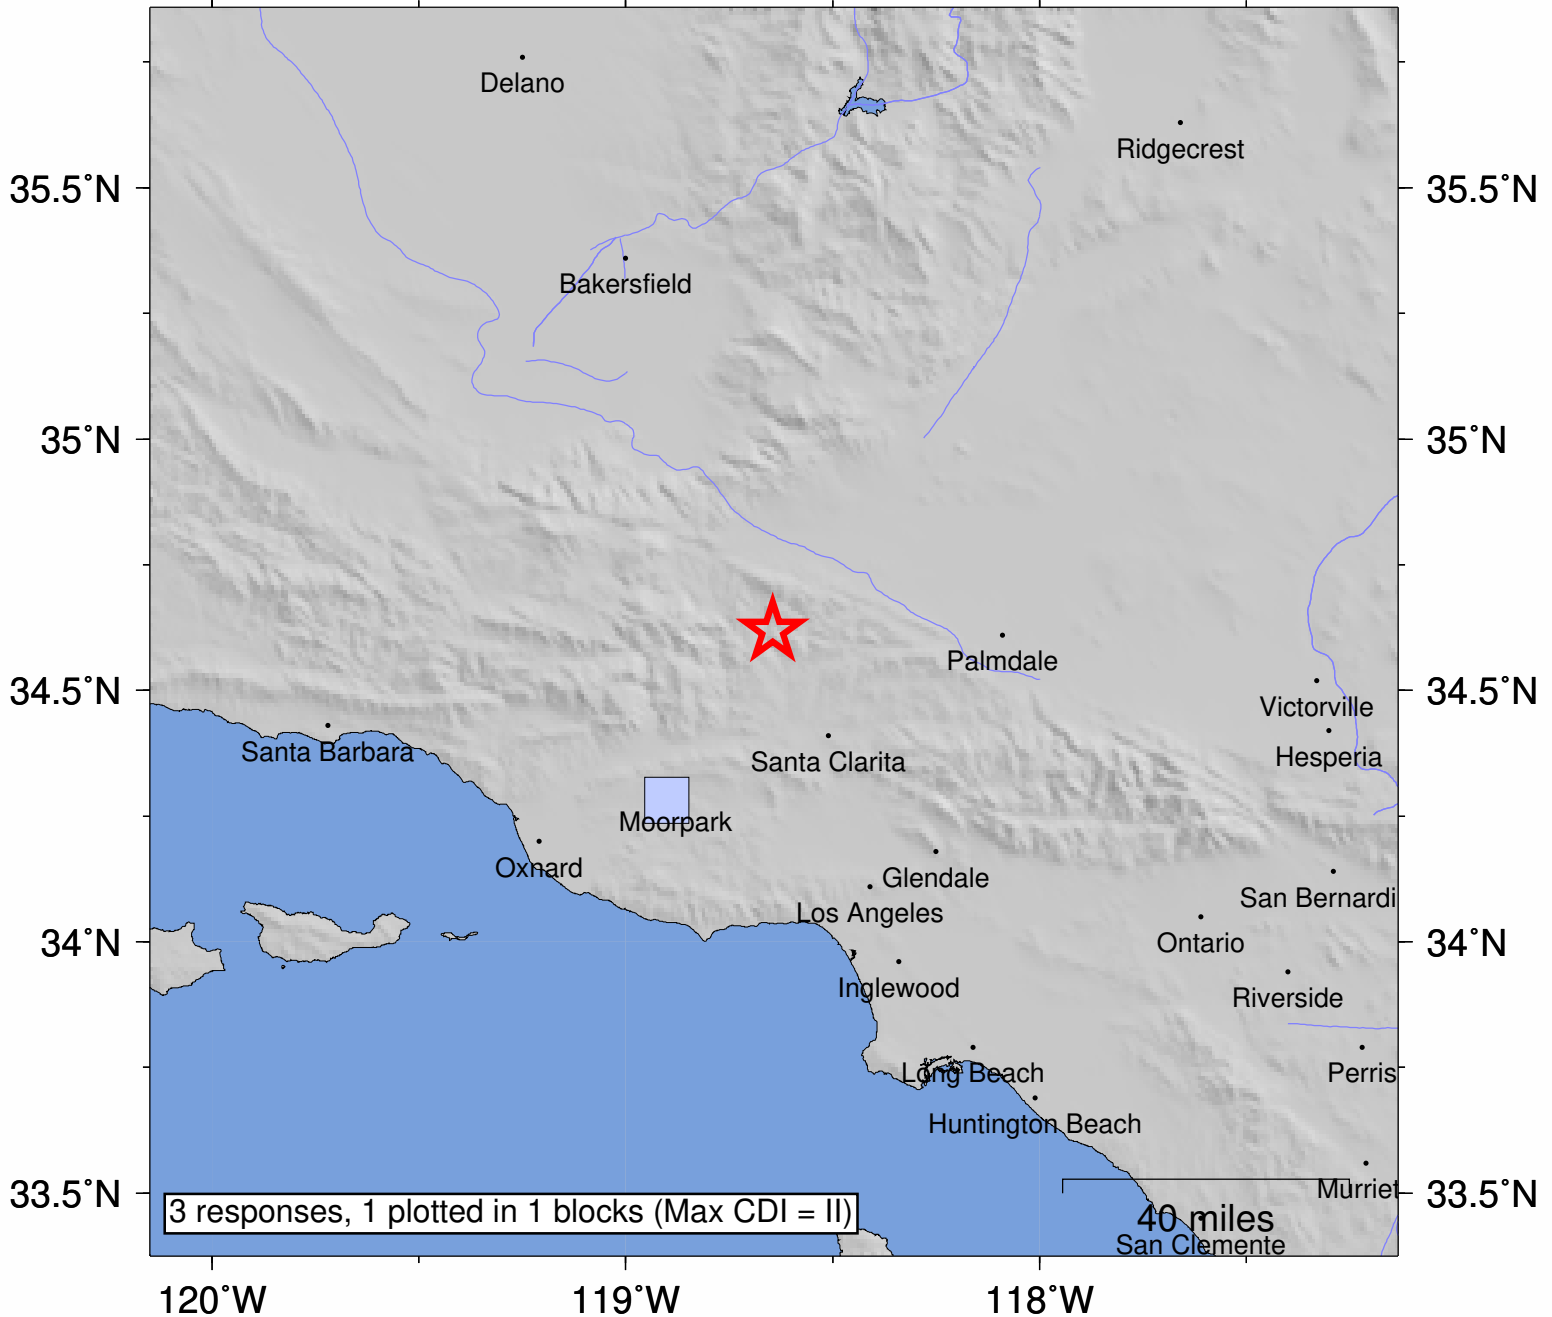 Delano
Ridgecrest
35.5˚N
35.5˚N
Bakersfield
35˚N
35˚N
Palmdale
34.5˚N
34.5˚N
Victorville
Santa Barbara
Santa Clarita
Hesperia
Moorpark
Oxnard
Glendale
San Bernardi
Los Angeles
34˚N
34˚N
Ontario
Inglewood
Riverside
Long Beach
Perris
Huntington Beach
Murriet
33.5˚N
33.5˚N
3 responses, 1 plotted in 1 blocks (Max CDI = II)
40 miles
San Clemente
120˚W
119˚W
118˚W